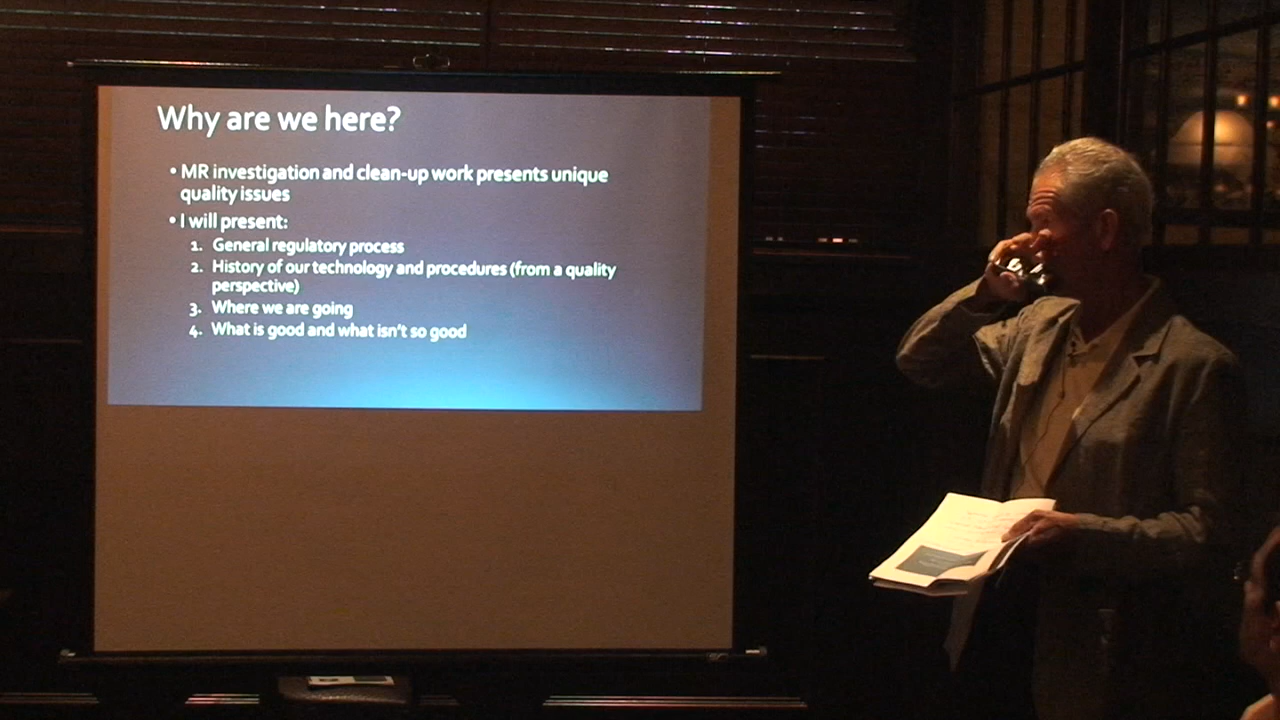 Why are we here?
• MR investigation and clean-up work presents unique
quality issues
• I will present:
1. General regulatory process
2. History of our technology and procedures (from a quality
perspective)
3. Where we are going
4. What is good and what isn't so good